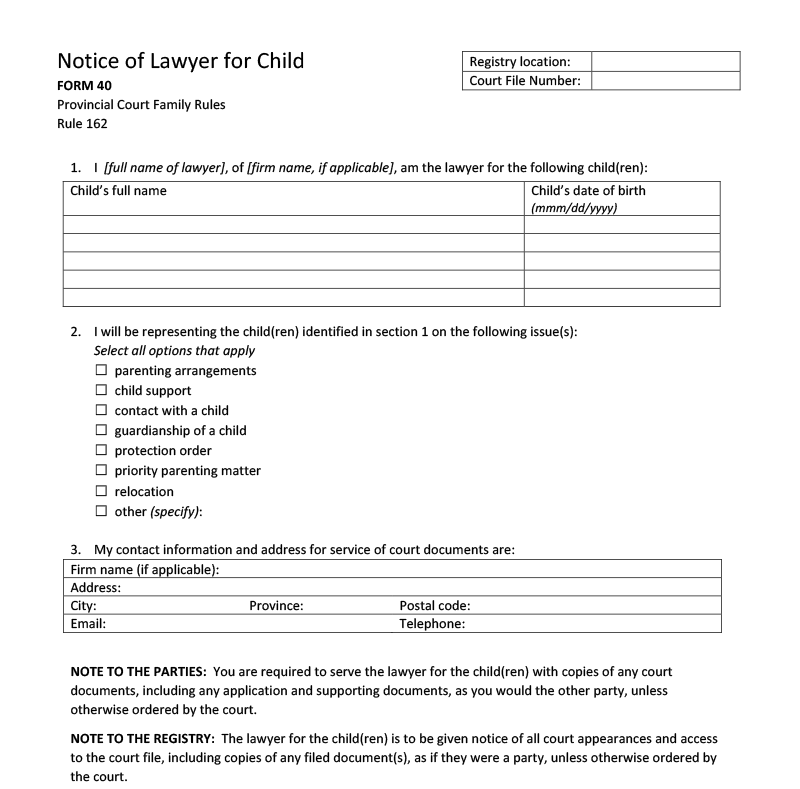 Notice of Lawyer for Child
FORM 40
Provincial Court Family Rules
Rule 162
Registry location:
Court File Number:
1. I [full name of lawyer], of [firm name, if applicable], am the lawyer for the following child(ren):
Child's full name
Child's date of birth
(mmm/dd/yyyy)
2. I will be representing the child(ren) identified in section 1 on the following issue(s):
Select all options that apply
☐ parenting arrangements
☐ child support
☐ contact with a child
☐ guardianship of a child
☐ protection order
☐ priority parenting matter
☐ relocation
☐ other (specify):
3. My contact information and address for service of court documents are:
Firm name (if applicable):
Address:
City: Province: Postal code:
Email: Telephone:
NOTE TO THE PARTIES: You are required to serve the lawyer for the child(ren) with copies of any court
documents, including any application and supporting documents, as you would the other party, unless
otherwise ordered by the court.
NOTE TO THE REGISTRY: The lawyer for the child(ren) is to be given notice of all court appearances and access
to the court file, including copies of any filed document(s), as if they were a party, unless otherwise ordered by
the court.